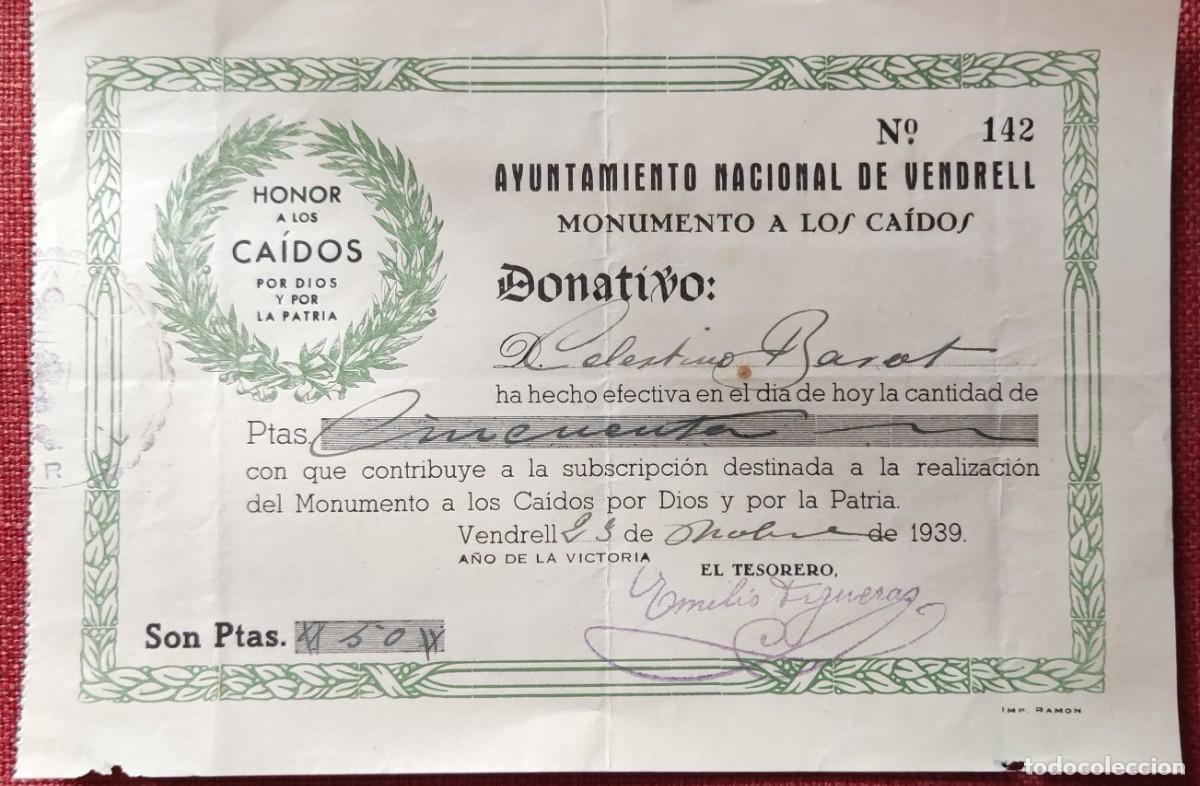 Nº 142
AYUNTAMIENTO NACIONAL DE VENDRELL
MONUMENTO A LOS CAÍDOS
HONOR
A LOS
CAÍDOS
POR DIOS
Y POR
LA PATRIA
Donativo:
D. Celestino Barot
ha hecho efectiva en el día de hoy la cantidad de
Ptas. Cincuenta
con que contribuye a la subscripción destinada a la realización
del Monumento a los Caídos por Dios y por la Patria.
Vendrell 23 de de 1939.
AÑO DE LA VICTORIA
EL TESORERO,
Emilio Figueras
Son Ptas. 50
IMP. RAMON
todocoleccion